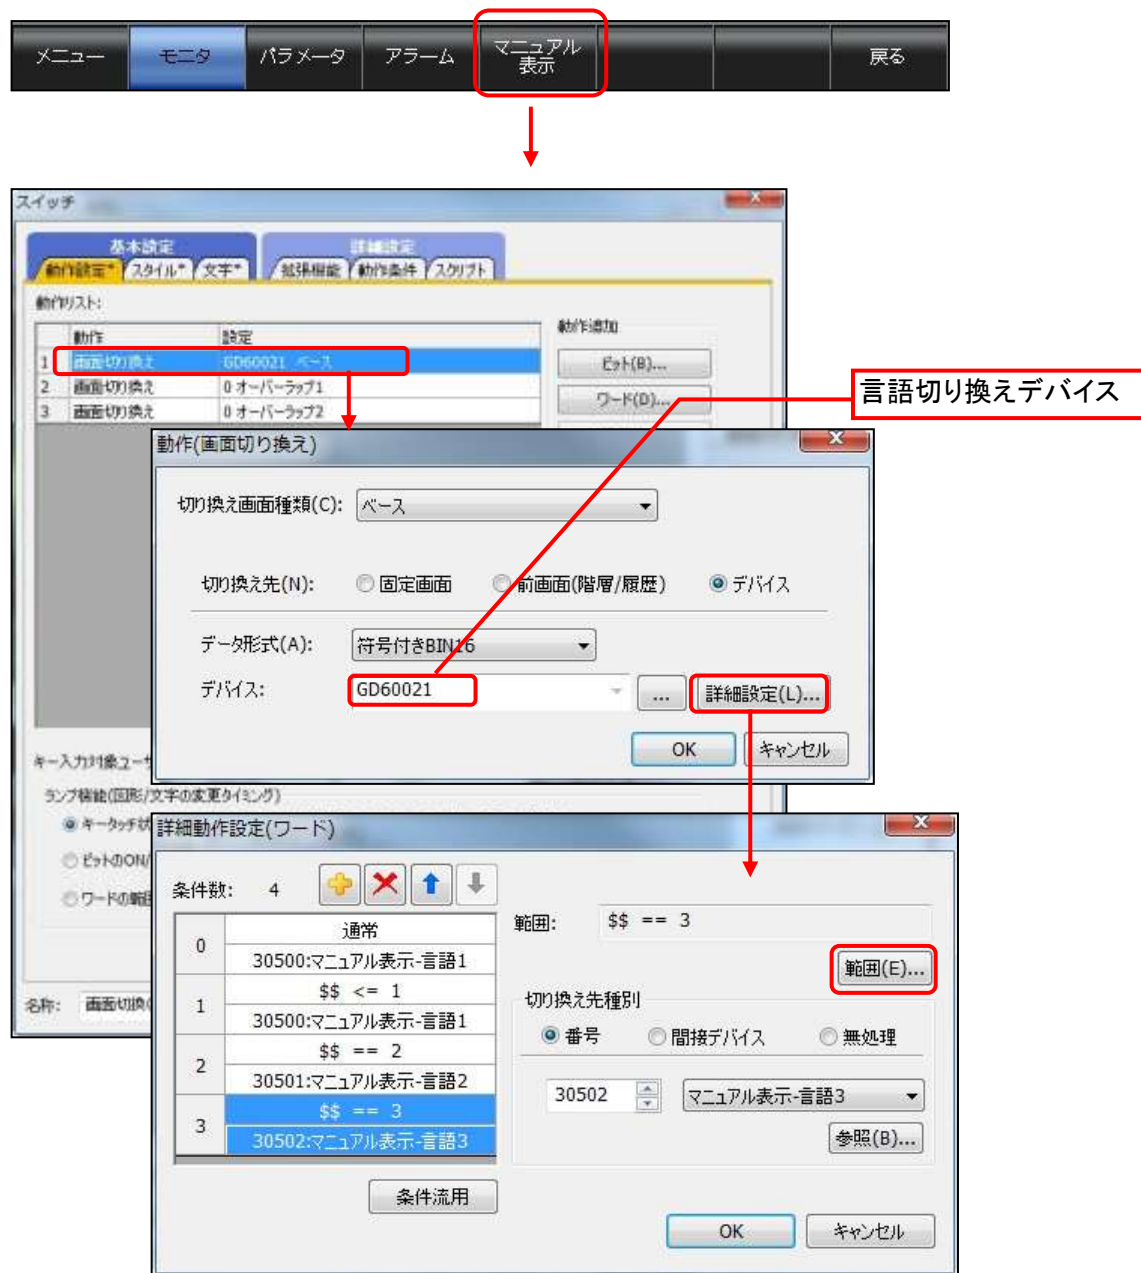 メニュー
モニタ
パラメータ
アラーム
マニュアル
表示
戻る
スイッチ
基本設定
詳細設定
動作設定*
スタイル*
文字*
拡張機能
動作条件
スクリプト
動作リスト:
動作
設定
1 画面切り換え GD60021 ベース
2 画面切り換え 0 オーバーラップ1
3 画面切り換え 0 オーバーラップ2
動作追加
ビット(B)...
ワード(D)...
言語切り換えデバイス
動作(画面切り換え)
切り換え画面種類(C): ベース
切り換え先(N): 固定画面 前画面(階層/履歴) デバイス
データ形式(A): 符号付きBIN16
デバイス: GD60021 ... 詳細設定(L)...
OK キャンセル
キー入力対象ユーザ
ランプ機能(図形/文字の変更タイミング)
キータッチ状
ビットのON/
ワードの範囲
名称: 画面切換(
詳細動作設定(ワード)
条件数: 4
0 通常
30500:マニュアル表示-言語1
1 $$ <= 1
30500:マニュアル表示-言語1
2 $$ == 2
30501:マニュアル表示-言語2
3 $$ == 3
30502:マニュアル表示-言語3
条件流用
範囲: $$ == 3
範囲(E)...
切り換え先種別
番号 間接デバイス 無処理
30502 マニュアル表示-言語3
参照(B)...
OK キャンセル